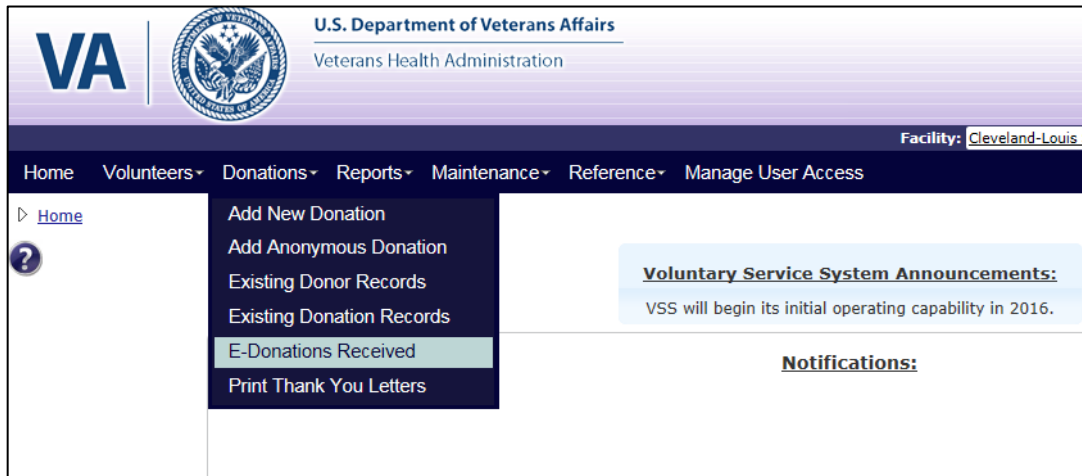 VA
U.S. Department of Veterans Affairs
Veterans Health Administration
Facility: Cleveland-Louis
Home Volunteers Donations Reports Maintenance Reference Manage User Access
Home
Add New Donation
Add Anonymous Donation
Existing Donor Records
Existing Donation Records
E-Donations Received
Print Thank You Letters
?
Voluntary Service System Announcements:
VSS will begin its initial operating capability in 2016.
Notifications: